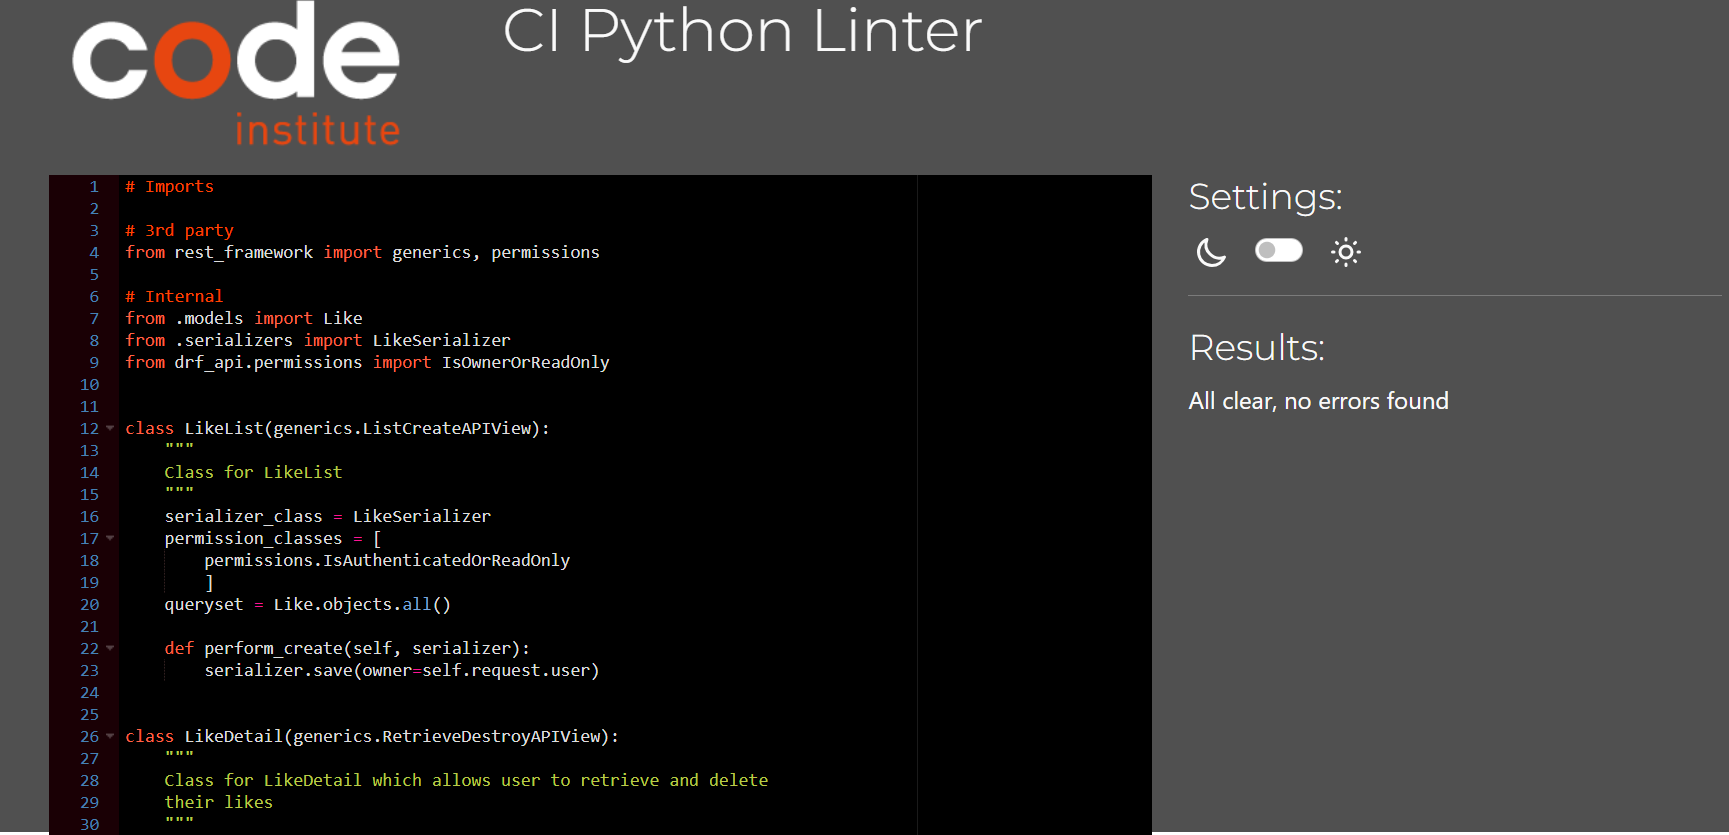 code
institute
CI Python Linter
1 # Imports
2
3 # 3rd party
4 from rest_framework import generics, permissions
5
6 # Internal
7 from .models import Like
8 from .serializers import LikeSerializer
9 from drf_api.permissions import IsOwnerOrReadOnly
10
11
12 class LikeList(generics.ListCreateAPIView):
13     """
14     Class for LikeList
15     """
16     serializer_class = LikeSerializer
17     permission_classes = [
18         permissions.IsAuthenticatedOrReadOnly
19         ]
20     queryset = Like.objects.all()
21
22     def perform_create(self, serializer):
23         serializer.save(owner=self.request.user)
24
25
26 class LikeDetail(generics.RetrieveDestroyAPIView):
27     """
28     Class for LikeDetail which allows user to retrieve and delete
29     their likes
30     """
Settings:
Results:
All clear, no errors found